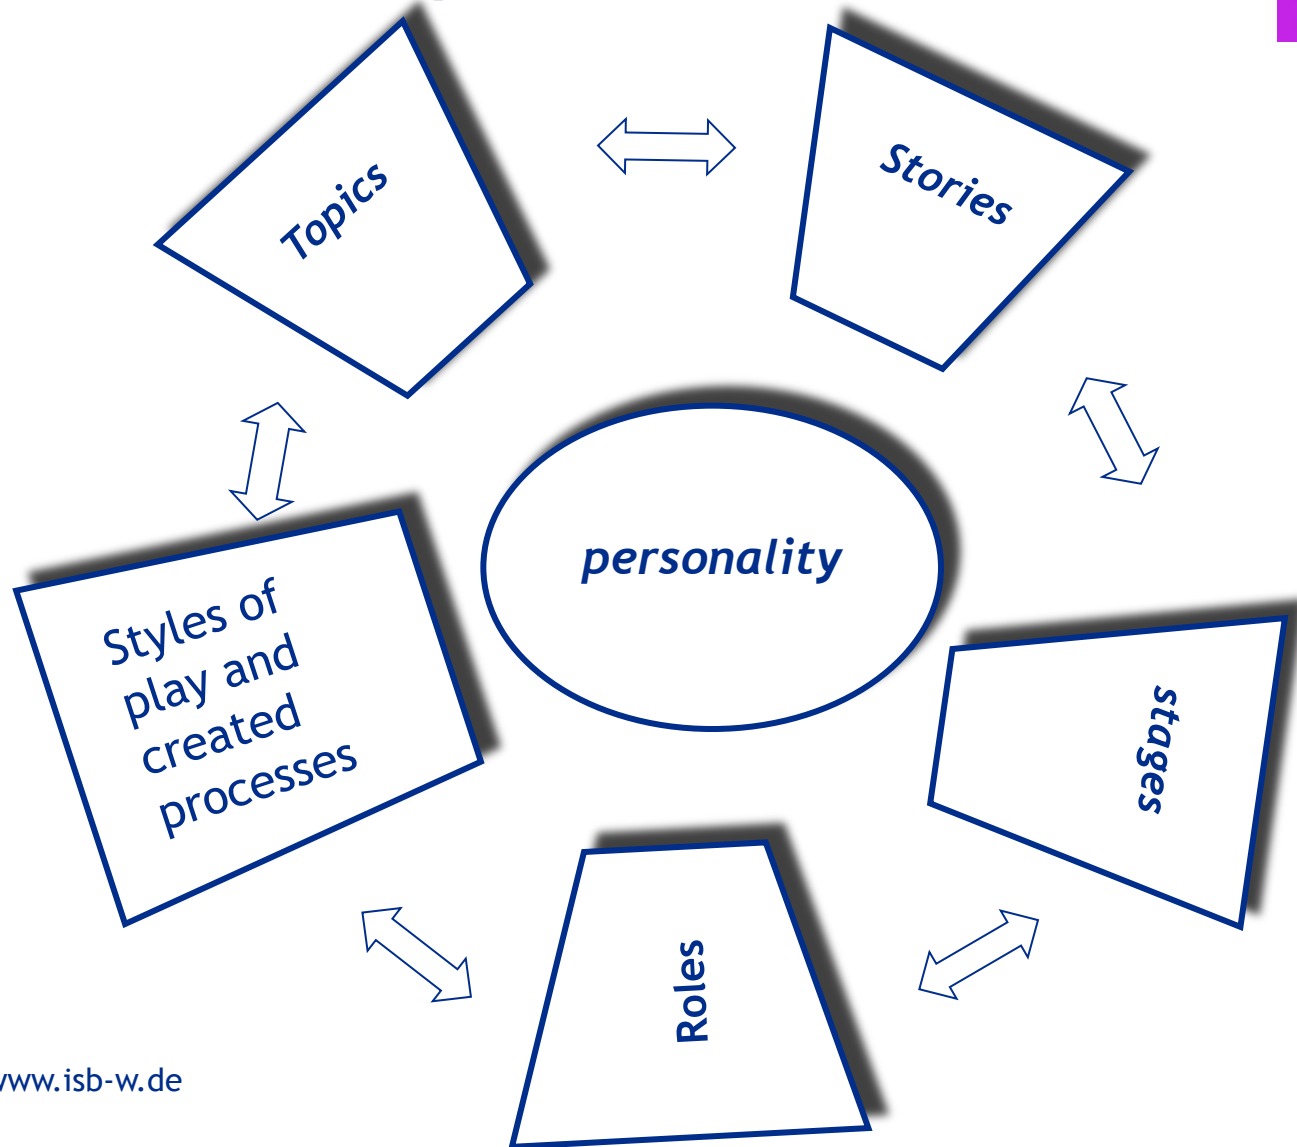 Topics
Stories
personality
Styles of
play and
created
processes
stages
Roles
www.isb-w.de